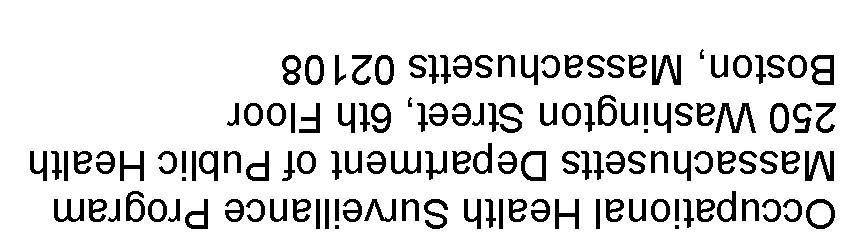 Occupational Health Surveillance Program
Massachusetts Department of Public Health
250 Washington Street, 6th Floor
Boston, Massachusetts 02108